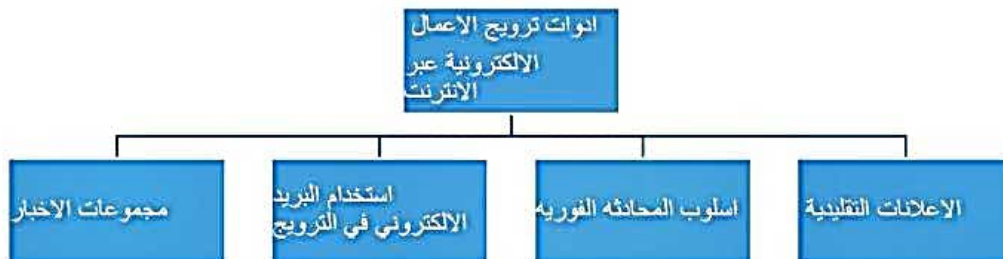 ادوات ترويج الاعمال
الالكترونية عبر
الانترنت
الاعلانات التقليدية
اسلوب المحادثه الفوريه
استخدام البريد
الالكتروني في الترويج
مجموعات الاخبار